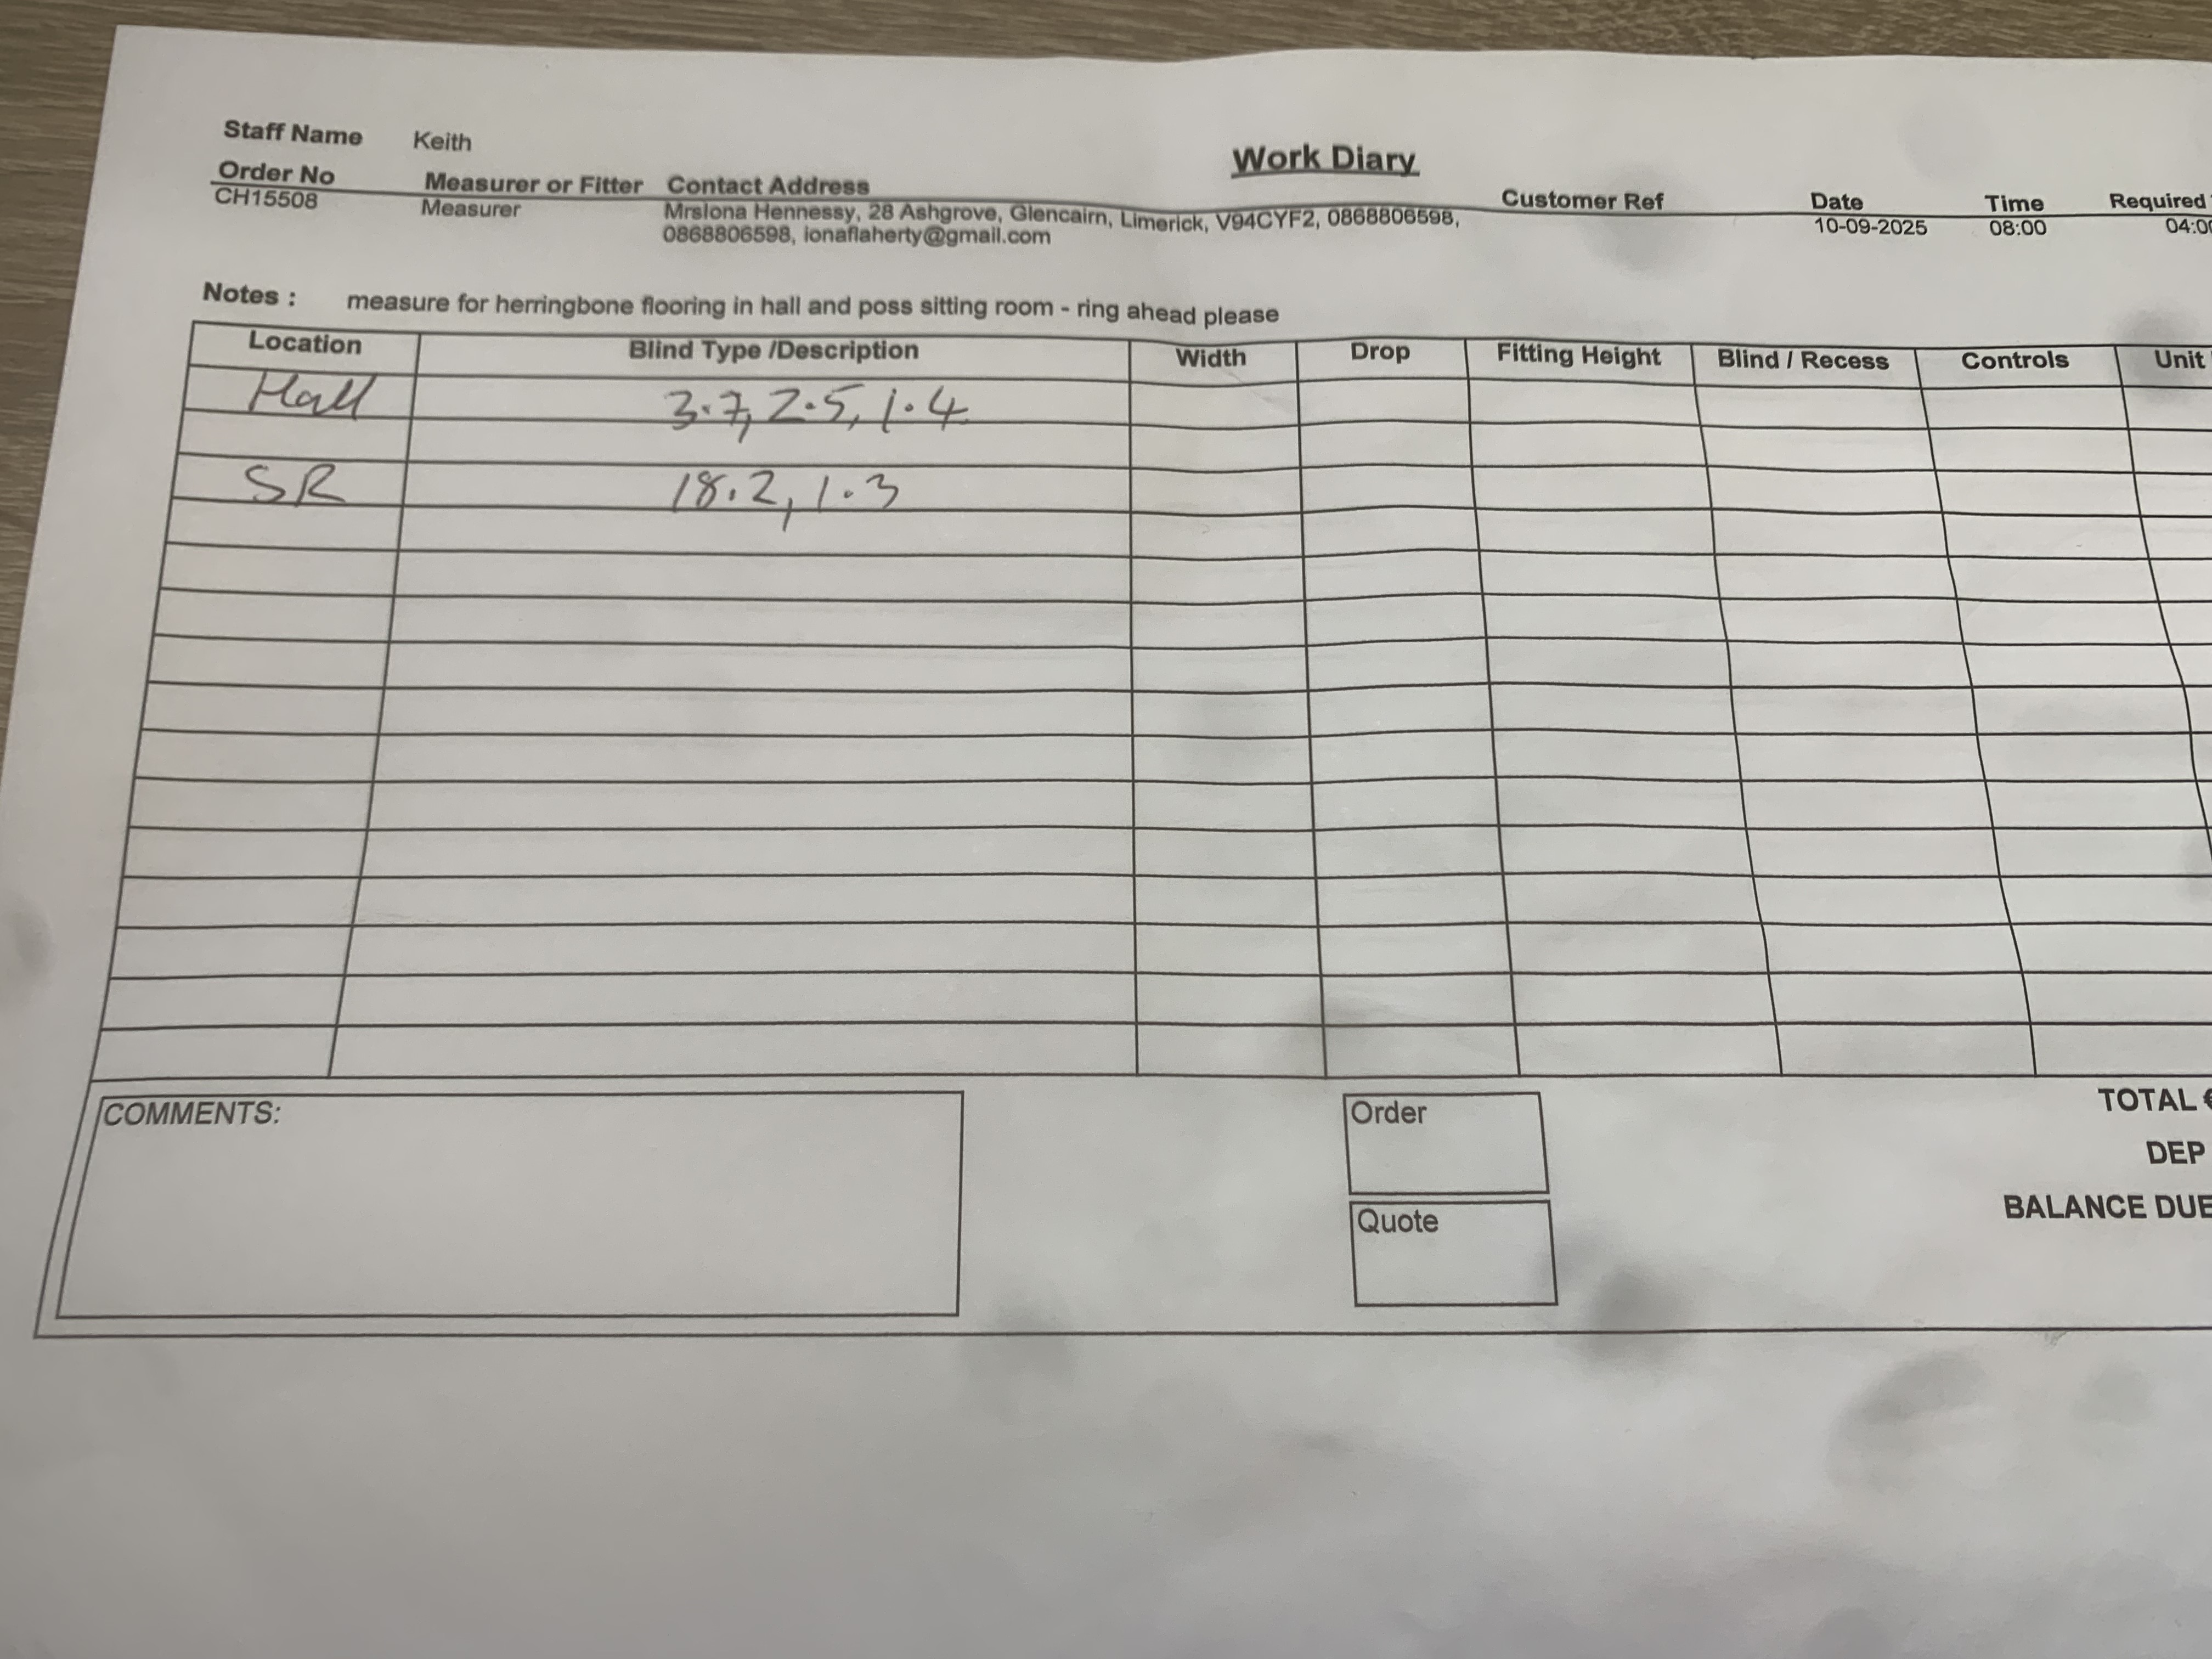 Staff Name Keith
Work Diary
Order No Measurer or Fitter Contact Address Customer Ref Date Time Required
CH15508 Measurer MrsIona Hennessy, 28 Ashgrove, Glencairn, Limerick, V94CYF2, 0868806598, 10-09-2025 08:00 04:00
0868806598, ionaflaherty@gmail.com
Notes : measure for herringbone flooring in hall and poss sitting room - ring ahead please
Location Blind Type /Description Width Drop Fitting Height Blind / Recess Controls Unit
Hall 3.7, 2.5, 1.4
SR 18.2, 1.3
COMMENTS:
Order
Quote
TOTAL €
DEP
BALANCE DUE